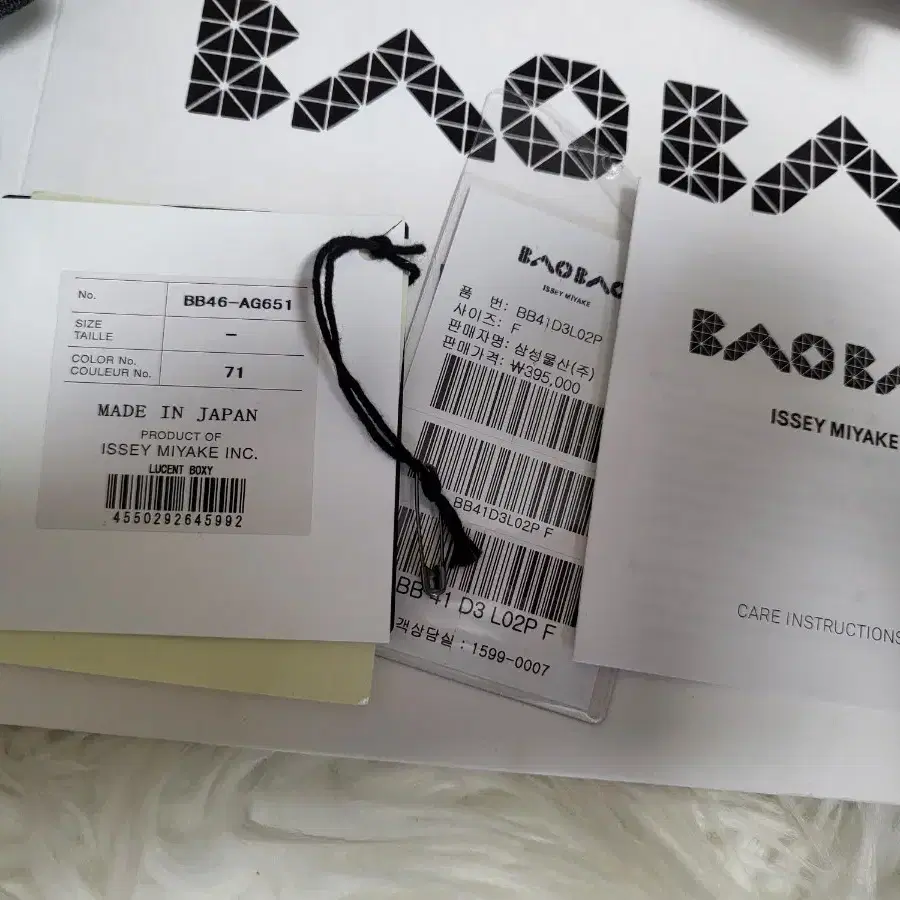 BAOBA
No. BB46-AG651
SIZE
TAILLE –
COLOR No.
COULEUR No. 71
MADE IN JAPAN
PRODUCT OF
ISSEY MIYAKE INC.
LUCENT BOXY
4550292645992
BAOBAO
ISSEY MIYAKE
품 번: BB41D3L02P
사이즈: F
판매자명: 삼성물산(주)
판매가격: ₩395,000
BB41D3L02P F
BB 41 D3 L02P F
객상담실 : 1599-0007
BAOBA
ISSEY MIYAKE
CARE INSTRUCTIONS